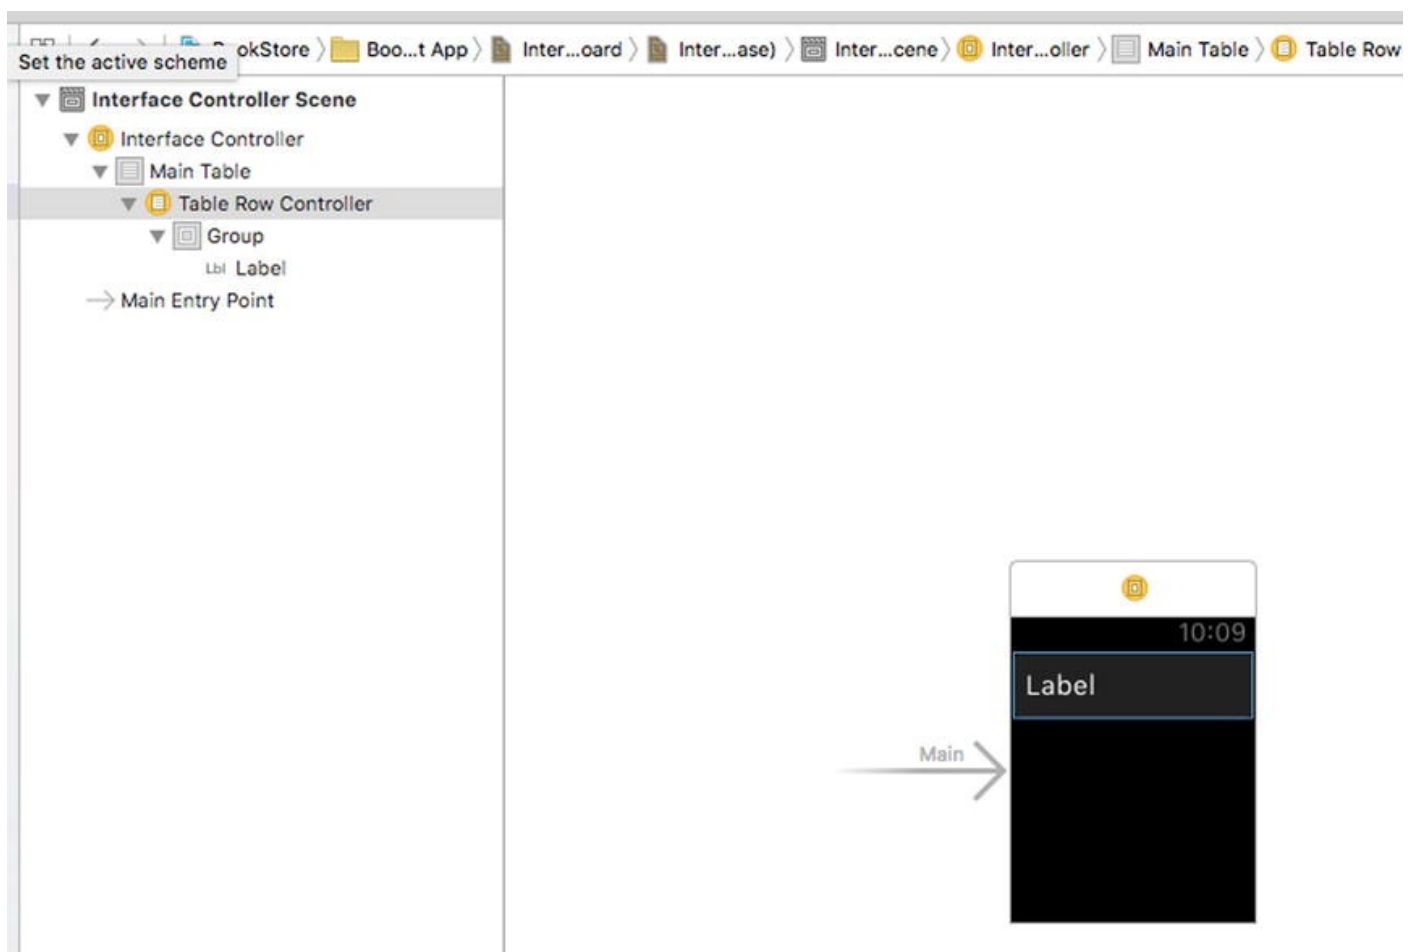 Set the active scheme
okStore Boo...t App Inter...oard Inter...ase) Inter...cene Inter...oller Main Table Table Row
Interface Controller Scene
Interface Controller
Main Table
Table Row Controller
Group
Lbl Label
Main Entry Point
10:09
Label
Main